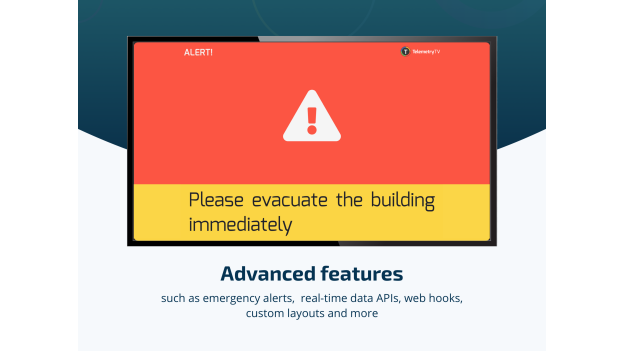 ALERT!
TelemetryTV
Please evacuate the building
immediately
Advanced features
such as emergency alerts, real-time data APIs, web hooks,
custom layouts and more